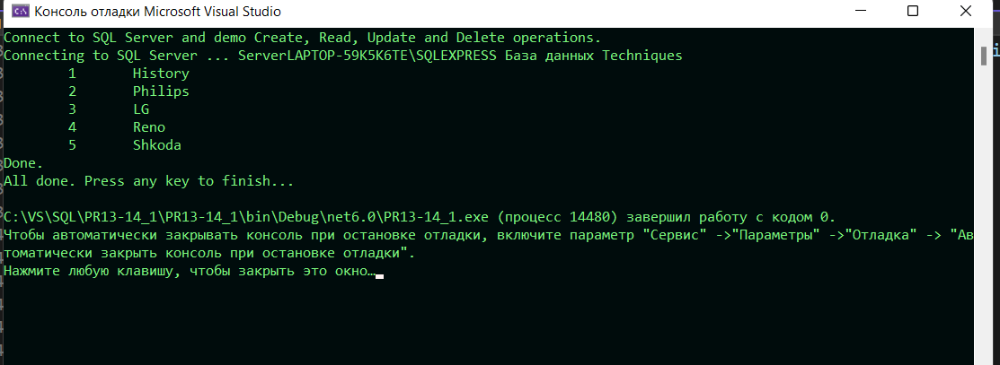 Консоль отладки Microsoft Visual Studio
Connect to SQL Server and demo Create, Read, Update and Delete operations.
Connecting to SQL Server ... ServerLAPTOP-59K5K6TE\SQLEXPRESS База данных Techniques
1 History
2 Philips
3 LG
4 Reno
5 Shkoda
Done.
All done. Press any key to finish...
C:\VS\SQL\PR13-14_1\PR13-14_1\bin\Debug\net6.0\PR13-14_1.exe (процесс 14480) завершил работу с кодом 0.
Чтобы автоматически закрывать консоль при остановке отладки, включите параметр "Сервис" ->"Параметры" ->"Отладка" -> "Ав
томатически закрыть консоль при остановке отладки".
Нажмите любую клавишу, чтобы закрыть это окно…